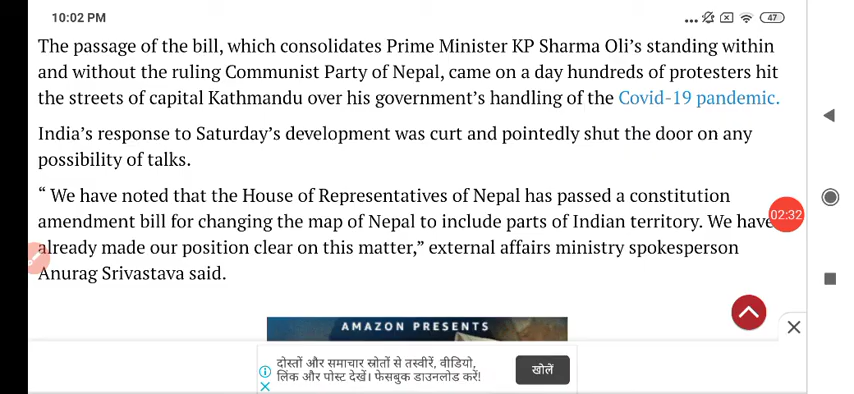 10:02 PM
47
The passage of the bill, which consolidates Prime Minister KP Sharma Oli’s standing within
and without the ruling Communist Party of Nepal, came on a day hundreds of protesters hit
the streets of capital Kathmandu over his government’s handling of the Covid-19 pandemic.
India’s response to Saturday’s development was curt and pointedly shut the door on any
possibility of talks.
“ We have noted that the House of Representatives of Nepal has passed a constitution
amendment bill for changing the map of Nepal to include parts of Indian territory. We have
02:32
already made our position clear on this matter,” external affairs ministry spokesperson
Anurag Srivastava said.
AMAZON PRESENTS
दोस्तों और समाचार स्रोतों से तस्वीरें, वीडियो,
लिंक और पोस्ट देखें। फेसबुक डाउनलोड करें!
खोलें